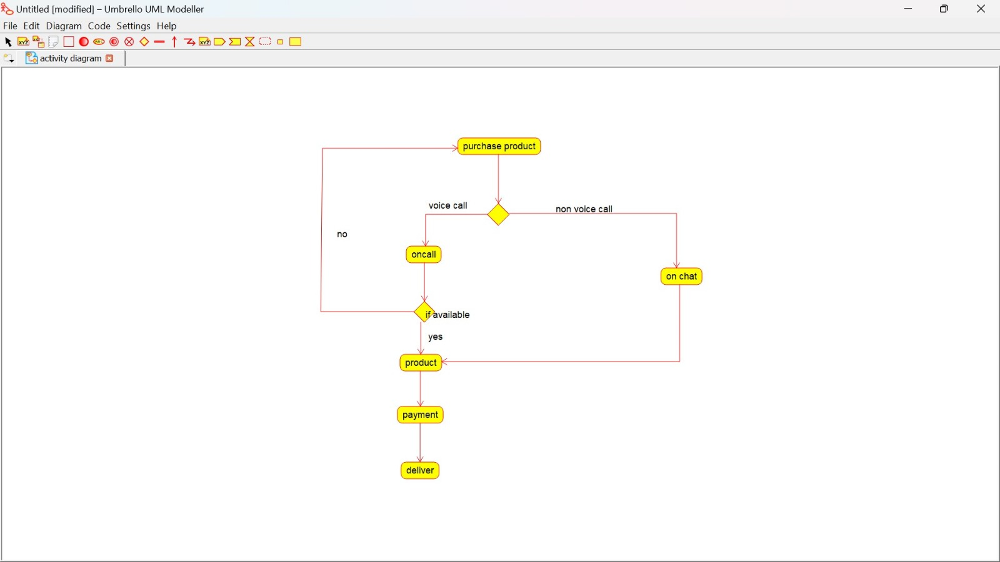 Untitled [modified] – Umbrello UML Modeller
File Edit Diagram Code Settings Help
activity diagram
purchase product
voice call
non voice call
no
oncall
on chat
if available
yes
product
payment
deliver